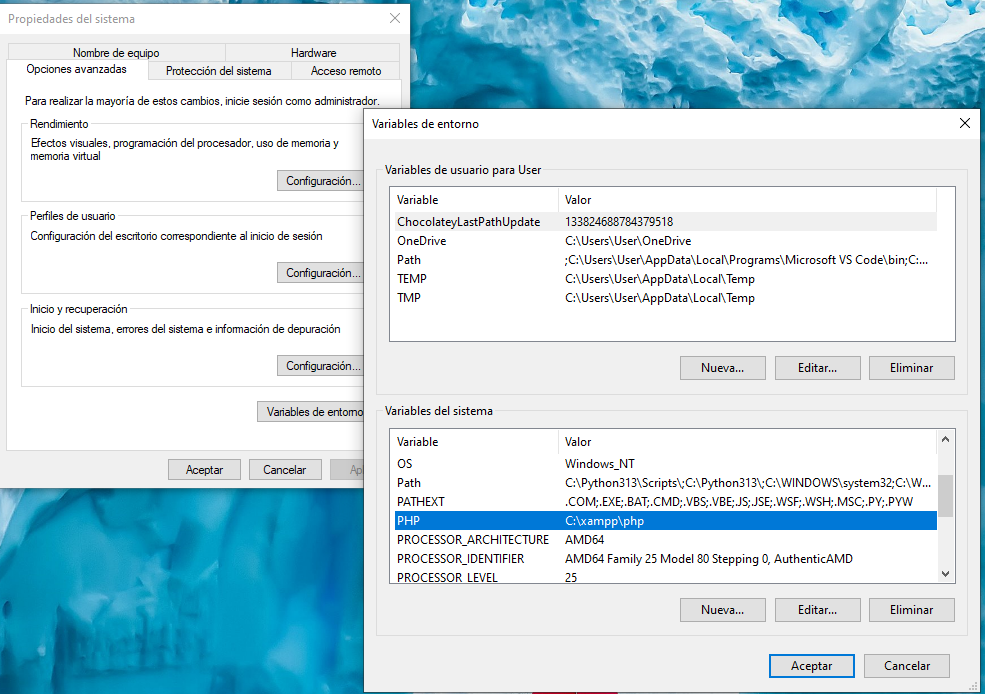 Propiedades del sistema
Nombre de equipo
Hardware
Opciones avanzadas
Protección del sistema
Acceso remoto
Para realizar la mayoría de estos cambios, inicie sesión como administrador.
Rendimiento
Efectos visuales, programación del procesador, uso de memoria y
memoria virtual
Configuración...
Perfiles de usuario
Configuración del escritorio correspondiente al inicio de sesión
Configuración...
Inicio y recuperación
Inicio del sistema, errores del sistema e información de depuración
Configuración...
Variables de entorno
Aceptar
Cancelar
Ap
Variables de entorno
Variables de usuario para User
Variable Valor
ChocolateyLastPathUpdate 133824688784379518
OneDrive C:\Users\User\OneDrive
Path ;C:\Users\User\AppData\Local\Programs\Microsoft VS Code\bin;C:...
TEMP C:\Users\User\AppData\Local\Temp
TMP C:\Users\User\AppData\Local\Temp
Nueva...
Editar...
Eliminar
Variables del sistema
Variable Valor
OS Windows_NT
Path C:\Python313\Scripts\;C:\Python313\;C:\WINDOWS\system32;C:\W...
PATHEXT .COM;.EXE;.BAT;.CMD;.VBS;.VBE;.JS;.JSE;.WSF;.WSH;.MSC;.PY;.PYW
PHP C:\xampp\php
PROCESSOR_ARCHITECTURE AMD64
PROCESSOR_IDENTIFIER AMD64 Family 25 Model 80 Stepping 0, AuthenticAMD
PROCESSOR_LEVEL 25
Nueva...
Editar...
Eliminar
Aceptar
Cancelar